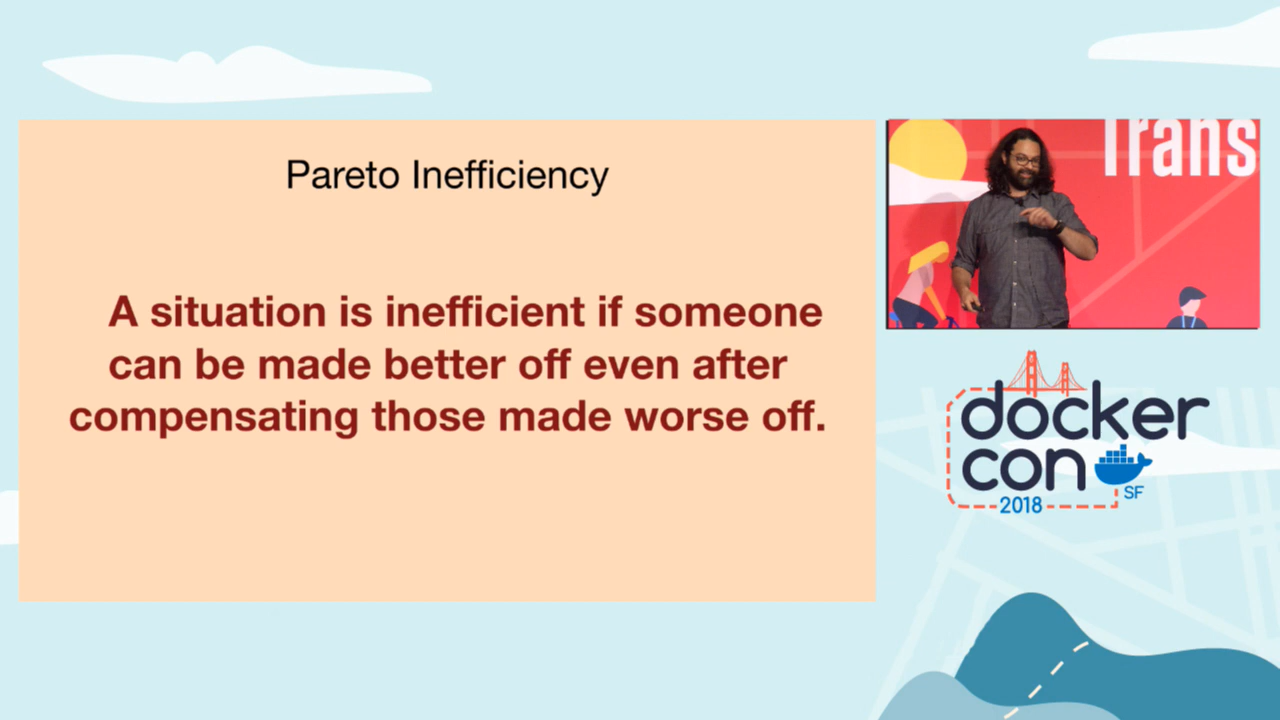 Pareto Inefficiency
A situation is inefficient if someone
can be made better off even after
compensating those made worse off.
Trans
docker
con
SF
2018